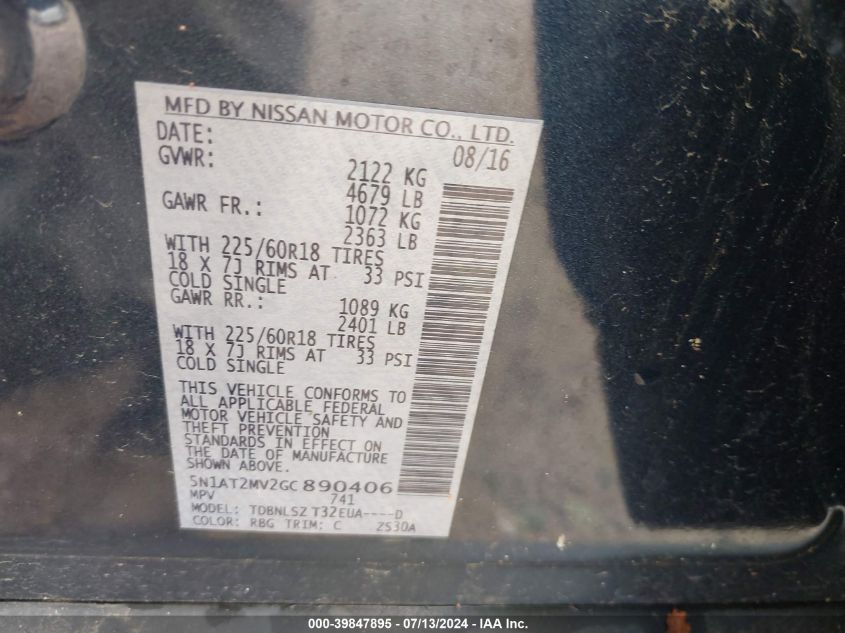 MFD BY NISSAN MOTOR CO., LTD.
DATE: 08/16
GVWR: 2122 KG
4679 LB
GAWR FR.: 1072 KG
2363 LB
WITH 225/60R18 TIRES
18 X 7J RIMS AT 33 PSI
COLD SINGLE
GAWR RR.: 1089 KG
2401 LB
WITH 225/60R18 TIRES
18 X 7J RIMS AT 33 PSI
COLD SINGLE
THIS VEHICLE CONFORMS TO
ALL APPLICABLE FEDERAL
MOTOR VEHICLE SAFETY AND
THEFT PREVENTION
STANDARDS IN EFFECT ON
THE DATE OF MANUFACTURE
SHOWN ABOVE.
5N1AT2MV2GC890406
MPV 741
MODEL: TDBNLSZ T32EUA----D
COLOR: RBG TRIM: C 2530A
000-39847895 - 07/13/2024 - IAA Inc.